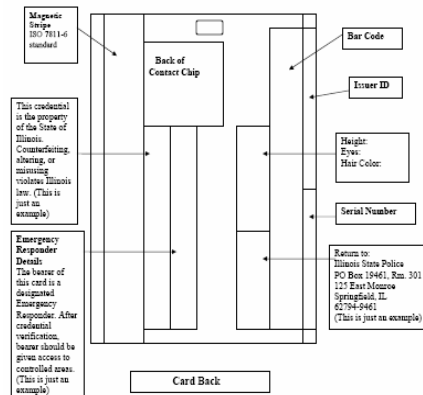 Magnetic
Stripe
ISO 7811-6
standard
Back of
Contact Chip
Bar Code
Issuer ID
This credential
is the property
of the State of
Illinois.
Counterfeiting,
altering, or
misusing
violates Illinois
law. (This is
just an
example)
Height:
Eyes:
Hair Color:
Serial Number
Emergency
Responder
Details
The bearer of
this card is a
designated
Emergency
Responder. After
credential
verification,
bearer should be
given access to
controlled areas.
(This is just an
example)
Return to:
Illinois State Police
PO Box 19461, Rm. 301
125 East Monroe
Springfield, IL
62794-9461
(This is just an example)
Card Back